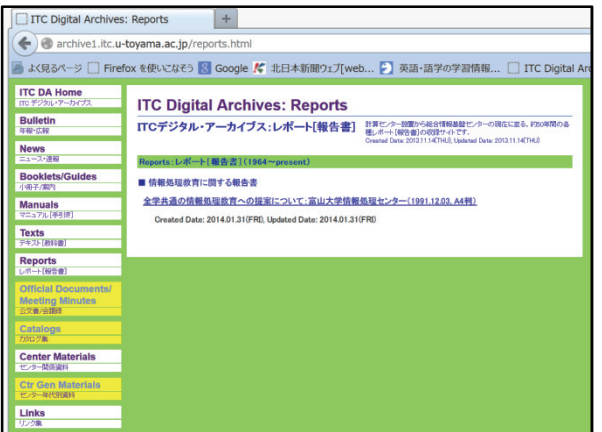 ITC Digital Archives: Reports
+
archive1.itc.u-toyama.ac.jp/reports.html
よく見るページ Firefox を使いこなそう Google 北日本新聞ウェブ[web... 英語・語学の学習情報... ITC Digital Arc
ITC DA Home
ITC デジタル・アーカイブス
Bulletin
年報・広報
News
ニュース・速報
Booklets/Guides
小冊子/案内
Manuals
マニュアル[手引書]
Texts
テキスト[教科書]
Reports
レポート[報告書]
Official Documents/
Meeting Minutes
公文書/会議録
Catalogs
カタログ集
Center Materials
センター関係資料
Ctr Gen Materials
センター年代別資料
Links
リンク集
ITC Digital Archives: Reports
ITCデジタル・アーカイブス:レポート[報告書]
計算センター設置から総合情報基盤センターの現在に至る、約50年間の各
種レポート[報告書]の収録サイトです。
Created Date: 2013.11.14(THU), Updated Date: 2013.11.14(THU)
Reports:レポート[報告書](1964~present)
■ 情報処理教育に関する報告書
全学共通の情報処理教育への提案について:富山大学情報処理センター(1991.12.03, A4判)
Created Date: 2014.01.31(FRI), Updated Date: 2014.01.31(FRI)